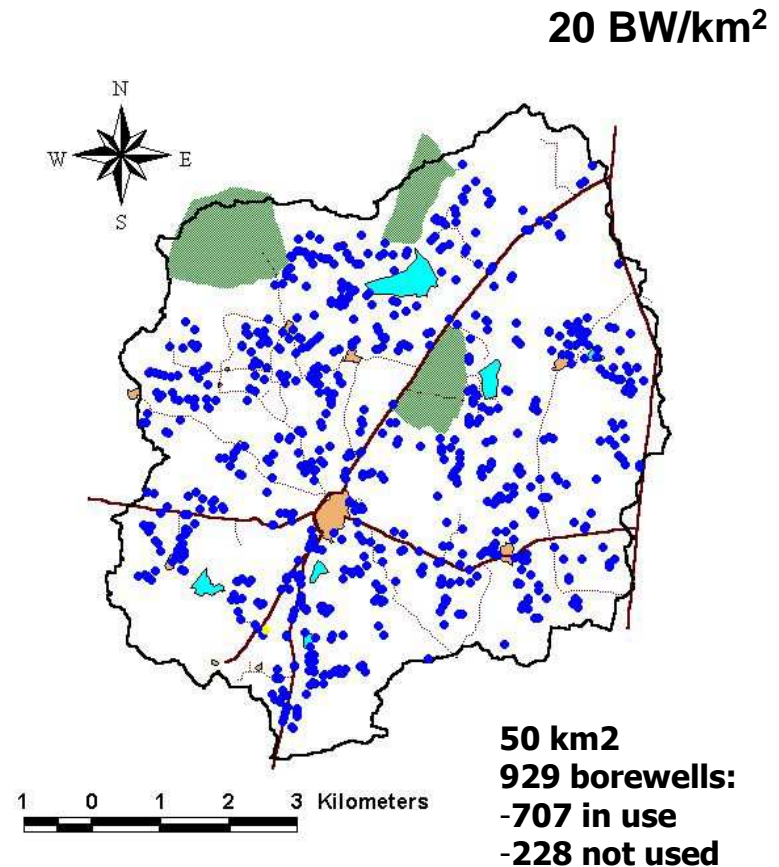 20 BW/km²
N
W E
S
50 km2
929 borewells:
-707 in use
-228 not used
1 0 1 2 3 Kilometers